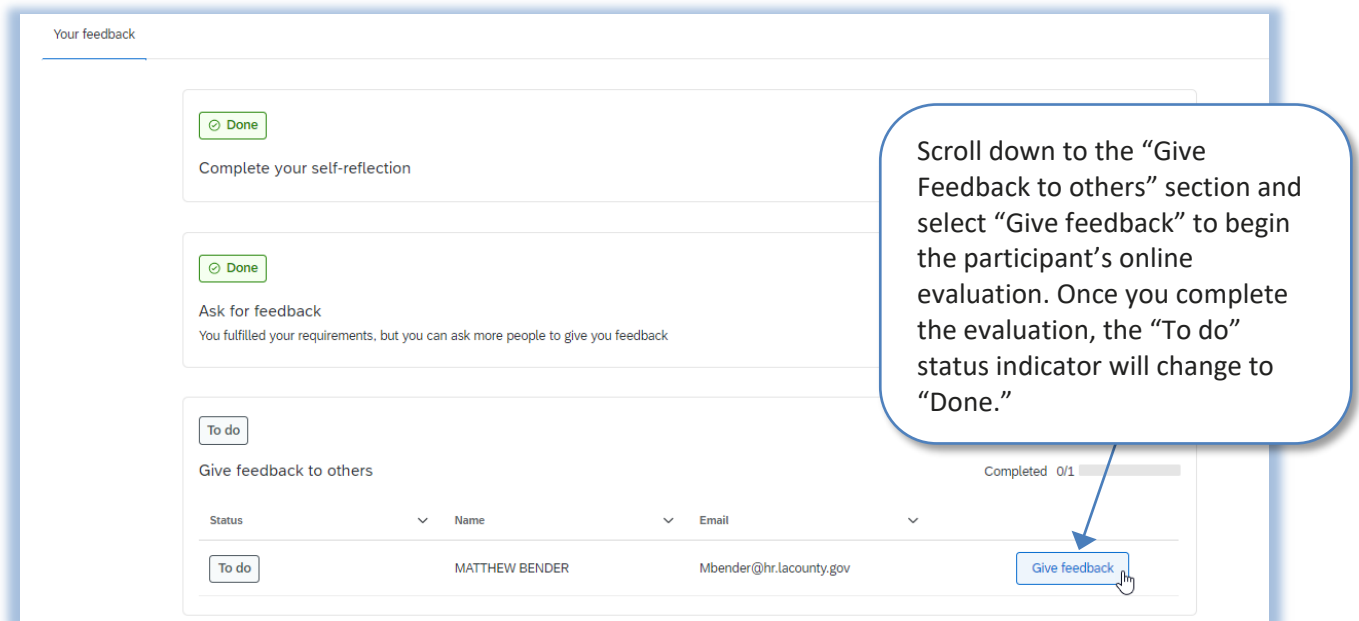 Your feedback
Done
Complete your self-reflection
Done
Ask for feedback
You fulfilled your requirements, but you can ask more people to give you feedback
Scroll down to the “Give
Feedback to others” section and
select “Give feedback” to begin
the participant’s online
evaluation. Once you complete
the evaluation, the “To do”
status indicator will change to
“Done.”
To do
Give feedback to others
Completed 0/1
Status Name Email
To do MATTHEW BENDER Mbender@hr.lacounty.gov Give feedback